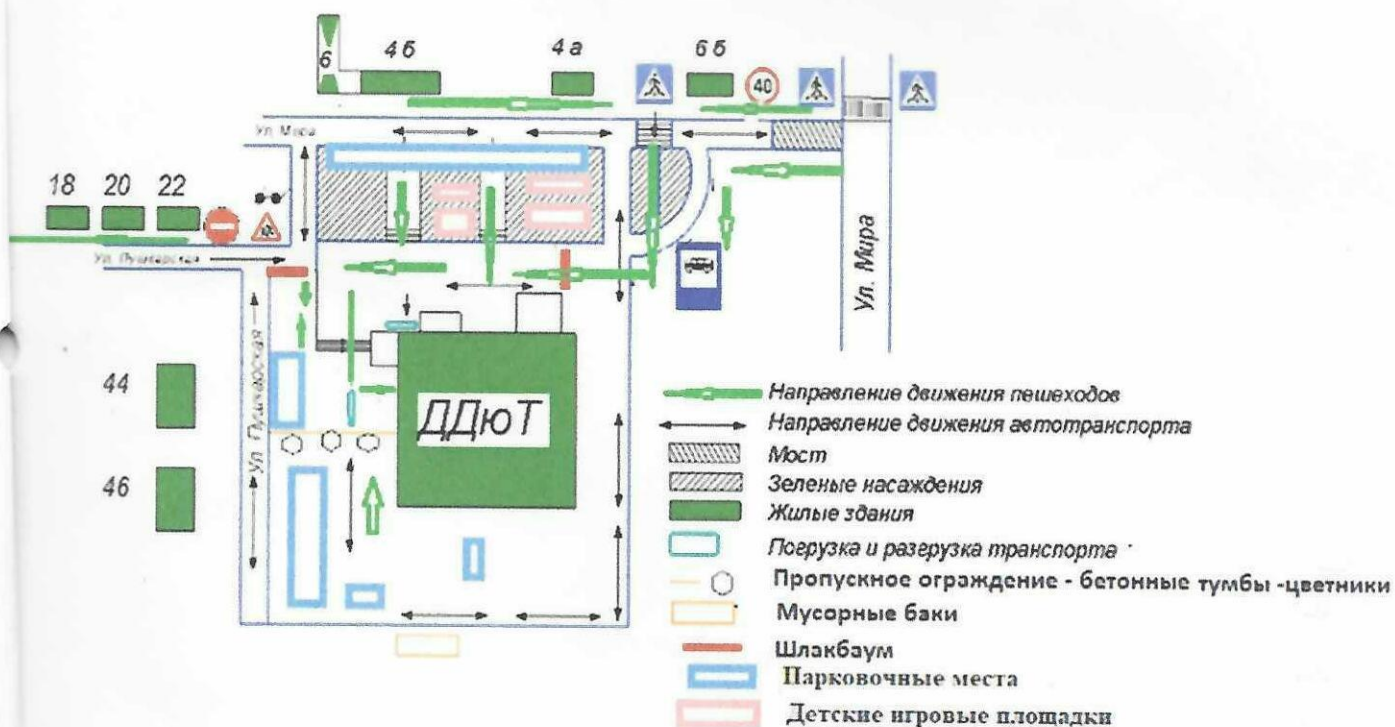 6
4б
4а
6б
40
Ул. Мира
18
20
22
Ул. Пушкарская
Ул. Мира
44
46
Ул Пушкарская
ДДюТ
Направление движения пешеходов
Направление движения автотранспорта
Мост
Зеленые насаждения
Жилые здания
Погрузка и разгрузка транспорта
Пропускное ограждение - бетонные тумбы -цветники
Мусорные баки
Шлакбаум
Парковочные места
Детские игровые площадки